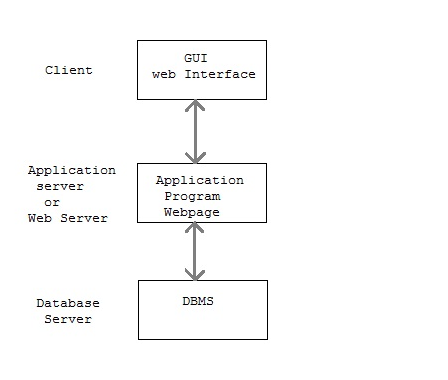 GUI
web Interface
Client
Application
server
or
Web Server
Application
Program
Webpage
Database
Server
DBMS